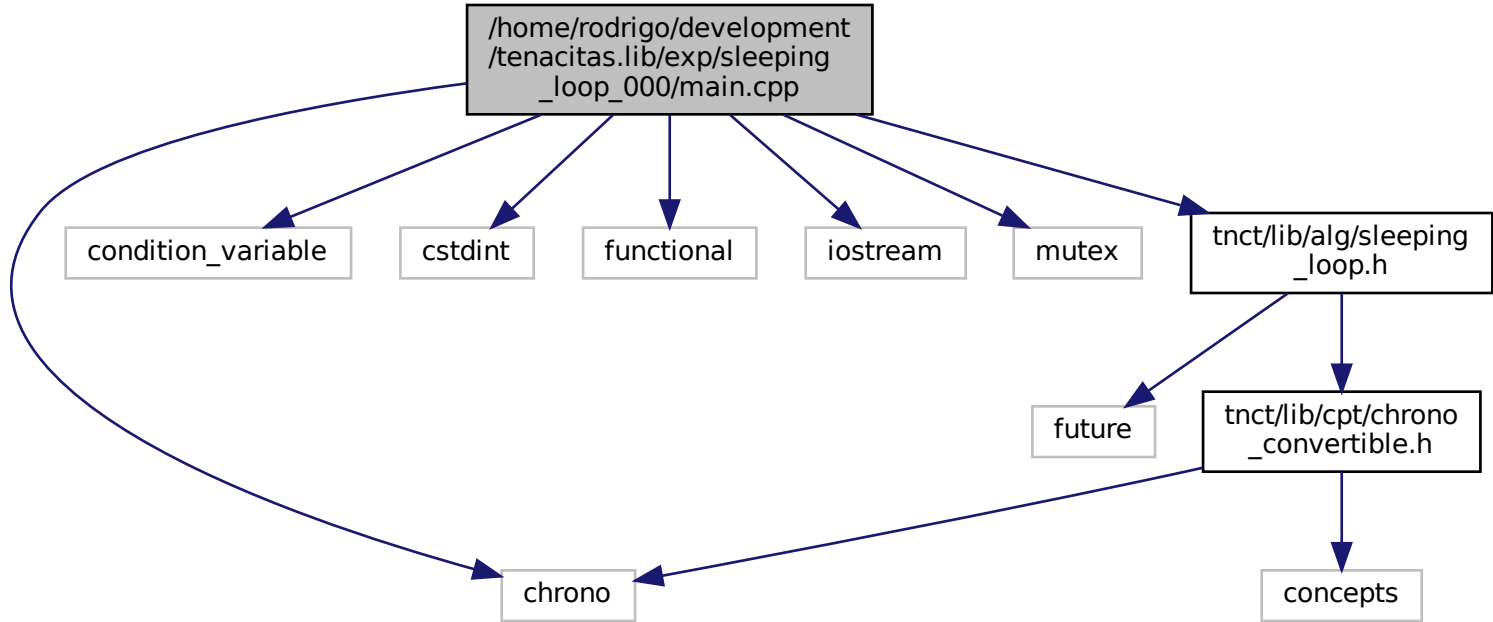 /home/rodrigo/development
/tenacitas.lib/exp/sleeping
_loop_000/main.cpp
condition_variable
cstdint
functional
iostream
mutex
tnct/lib/alg/sleeping
_loop.h
future
tnct/lib/cpt/chrono
_convertible.h
chrono
concepts